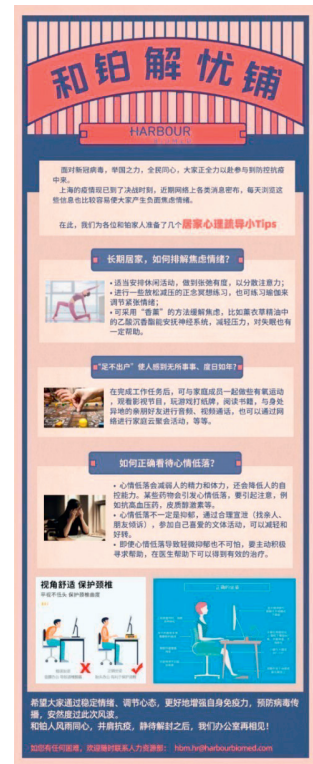 和铂解忧铺
HARBOUR
面对新冠病毒，举国之力，全民同心，大家正全力以赴参与到防控抗疫
中来。
上海的疫情现已到了决战时刻，近期网络上各类消息密布，每天浏览这
些信息也比较容易使大家产生负面焦虑情绪。
在此，我们为各位和铂家人准备了几个居家心理疏导小Tips
长期居家，如何排解焦虑情绪？
• 适当安排休闲活动，做到张弛有度，以分散注意力；
• 进行一些放松减压的正念冥想练习，也可练习瑜伽来
调节紧张情绪；
• 可采用“香薰”的方法缓解焦虑，比如薰衣草精油中
的乙酸沉香酯能安抚神经系统，减轻压力，对失眠也有
一定帮助。
“足不出户”使人感到无所事事、度日如年？
在完成工作任务后，可与家庭成员一起做些有氧运动
，观看影视节目，玩游戏打纸牌，阅读书籍，与身处
异地的亲朋好友进行音频、视频通话，也可以通过网
络进行家庭云聚会活动，等等。
如何正确看待心情低落？
• 心情低落会减弱人的精力和体力，还会降低人的自
控能力。某些药物会引发心情低落，要引起注意，例
如抗高血压药，皮质醇激素等。
• 心情低落不一定是抑郁，通过合理宣泄（找亲人、
朋友倾诉），参加自己喜爱的文体活动，可以减轻和
好转。
• 即使心情低落导致轻微抑郁也不可怕，要主动积极
寻求帮助，在医生帮助下可以得到有效的治疗。
视角舒适 保护颈椎
平视不低头 保护颈椎健康
希望大家通过稳定情绪、调节心态，更好地增强自身免疫力，预防病毒传
播，安然度过此次风波。
和铂人风雨同心，并肩抗疫，静待解封之后，我们办公室再相见！
如您有任何困难，欢迎随时联系人力资源部： hbm.hr@harbourbiomed.com